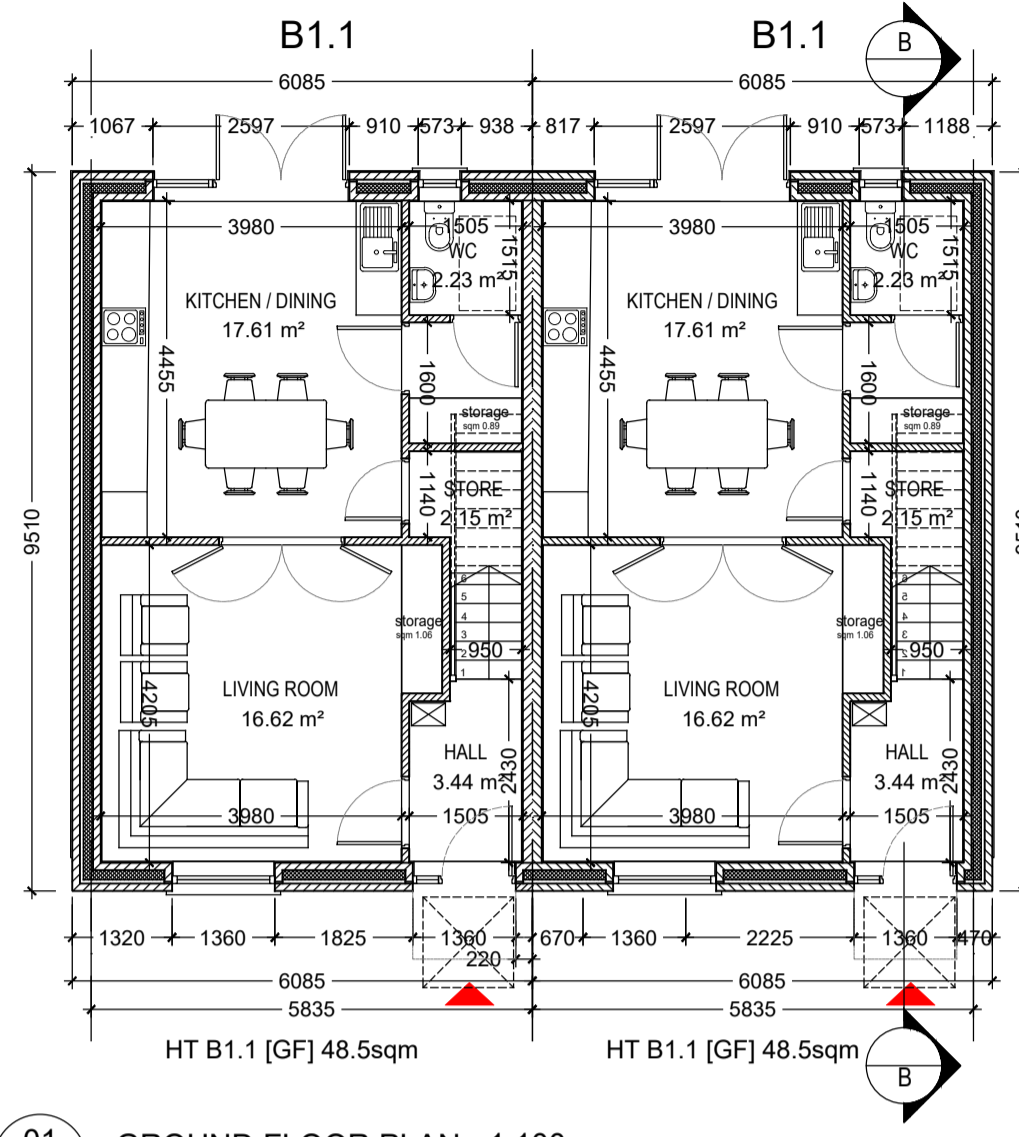 B1.1 B1.1
B
6085 6085
1067 2597 910 573 938 817 2597 910 573 1188
3980 1505 3980 1505
WC WC
1515 1515
2.23 m² 2.23 m²
KITCHEN / DINING KITCHEN / DINING
17.61 m² 17.61 m²
4455 1600 4455 1600
storage storage
sqm 0.89 sqm 0.89
1140 1140
STORE STORE
2.15 m² 2.15 m²
9510
6 6
5 5
4 4
3 3
2 2
1 1
storage storage
sqm 1.06 sqm 1.06
950 950
LIVING ROOM LIVING ROOM
16.62 m² 16.62 m²
4205 4205
HALL HALL
3.44 m² 3.44 m²
2430 2430
3980 1505 3980 1505
1320 1360 1825 1360 670 1360 2225 1360 470
220
6085 6085
5835 5835
HT B1.1 [GF] 48.5sqm HT B1.1 [GF] 48.5sqm
B